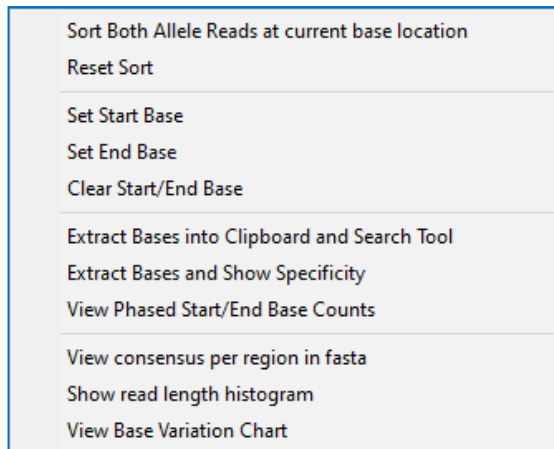 Sort Both Allele Reads at current base location
Reset Sort
Set Start Base
Set End Base
Clear Start/End Base
Extract Bases into Clipboard and Search Tool
Extract Bases and Show Specificity
View Phased Start/End Base Counts
View consensus per region in fasta
Show read length histogram
View Base Variation Chart